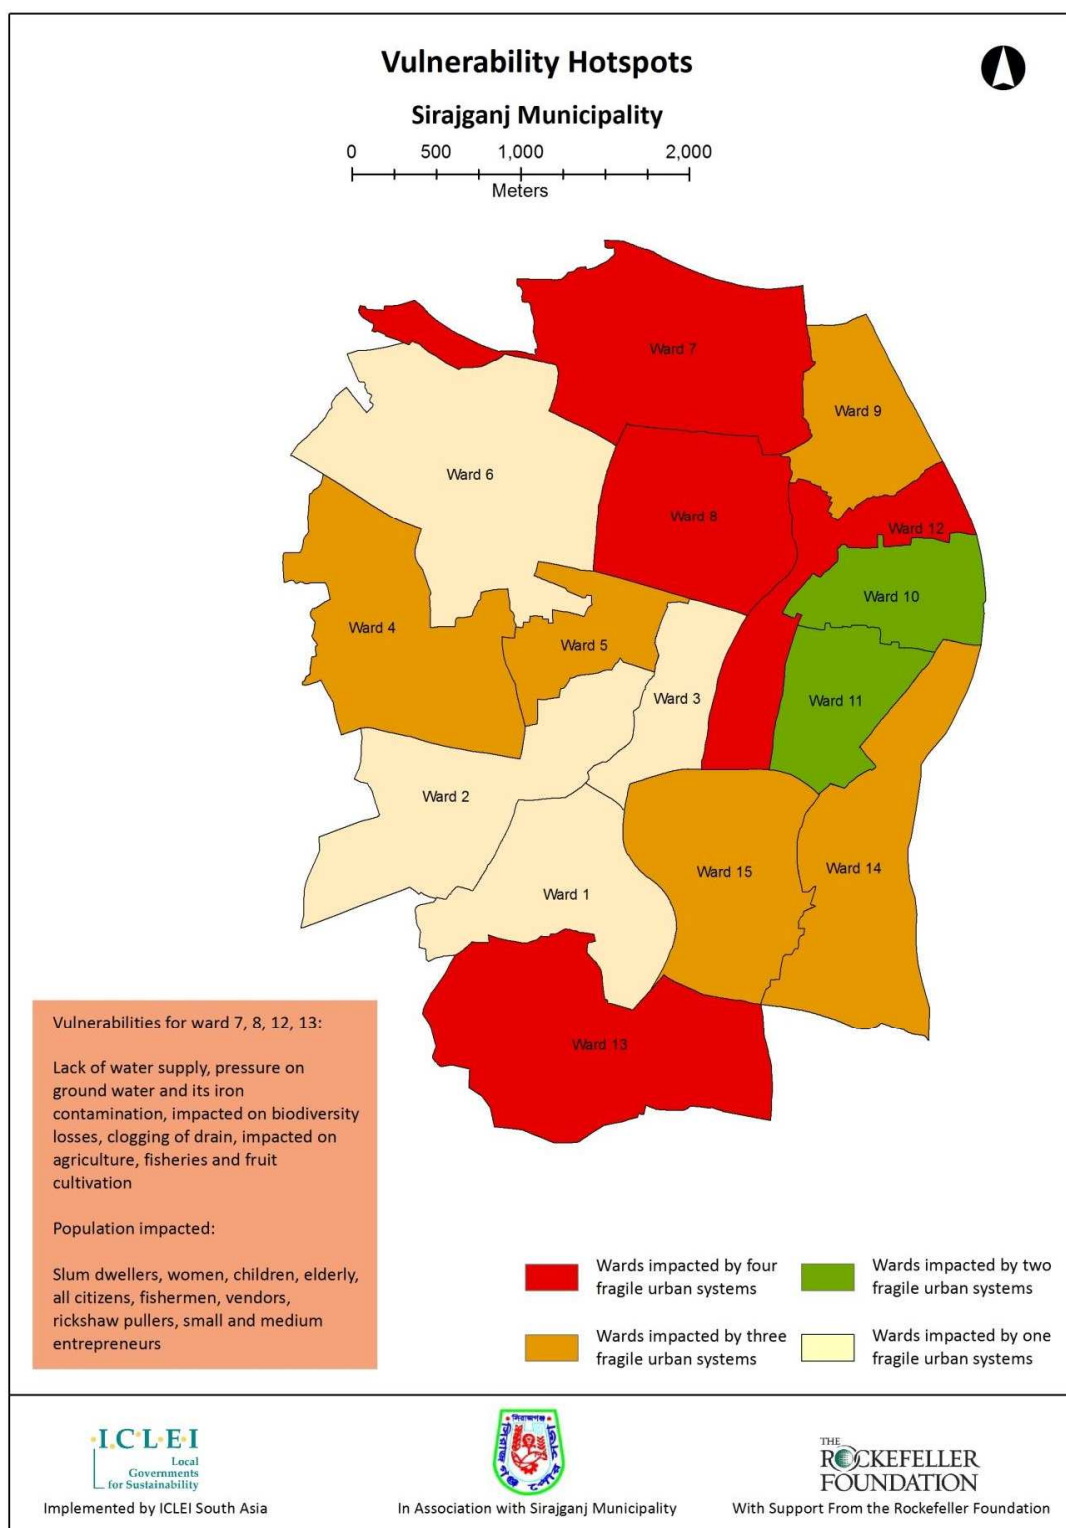 Vulnerability Hotspots
Sirajganj Municipality
0 500 1,000 2,000
Meters
Ward 7
Ward 9
Ward 6
Ward 8
Ward 12
Ward 10
Ward 4
Ward 5
Ward 3
Ward 11
Ward 2
Ward 15
Ward 14
Ward 1
Ward 13
Vulnerabilities for ward 7, 8, 12, 13:
Lack of water supply, pressure on
ground water and its iron
contamination, impacted on biodiversity
losses, clogging of drain, impacted on
agriculture, fisheries and fruit
cultivation
Population impacted:
Slum dwellers, women, children, elderly,
all citizens, fishermen, vendors,
rickshaw pullers, small and medium
entrepreneurs
Wards impacted by four
fragile urban systems
Wards impacted by two
fragile urban systems
Wards impacted by three
fragile urban systems
Wards impacted by one
fragile urban systems
·I·C·L·E·I
Local
Governments
for Sustainability
Implemented by ICLEI South Asia
সিরাজগঞ্জ
In Association with Sirajganj Municipality
THE
ROCKEFELLER
FOUNDATION
With Support From the Rockefeller Foundation